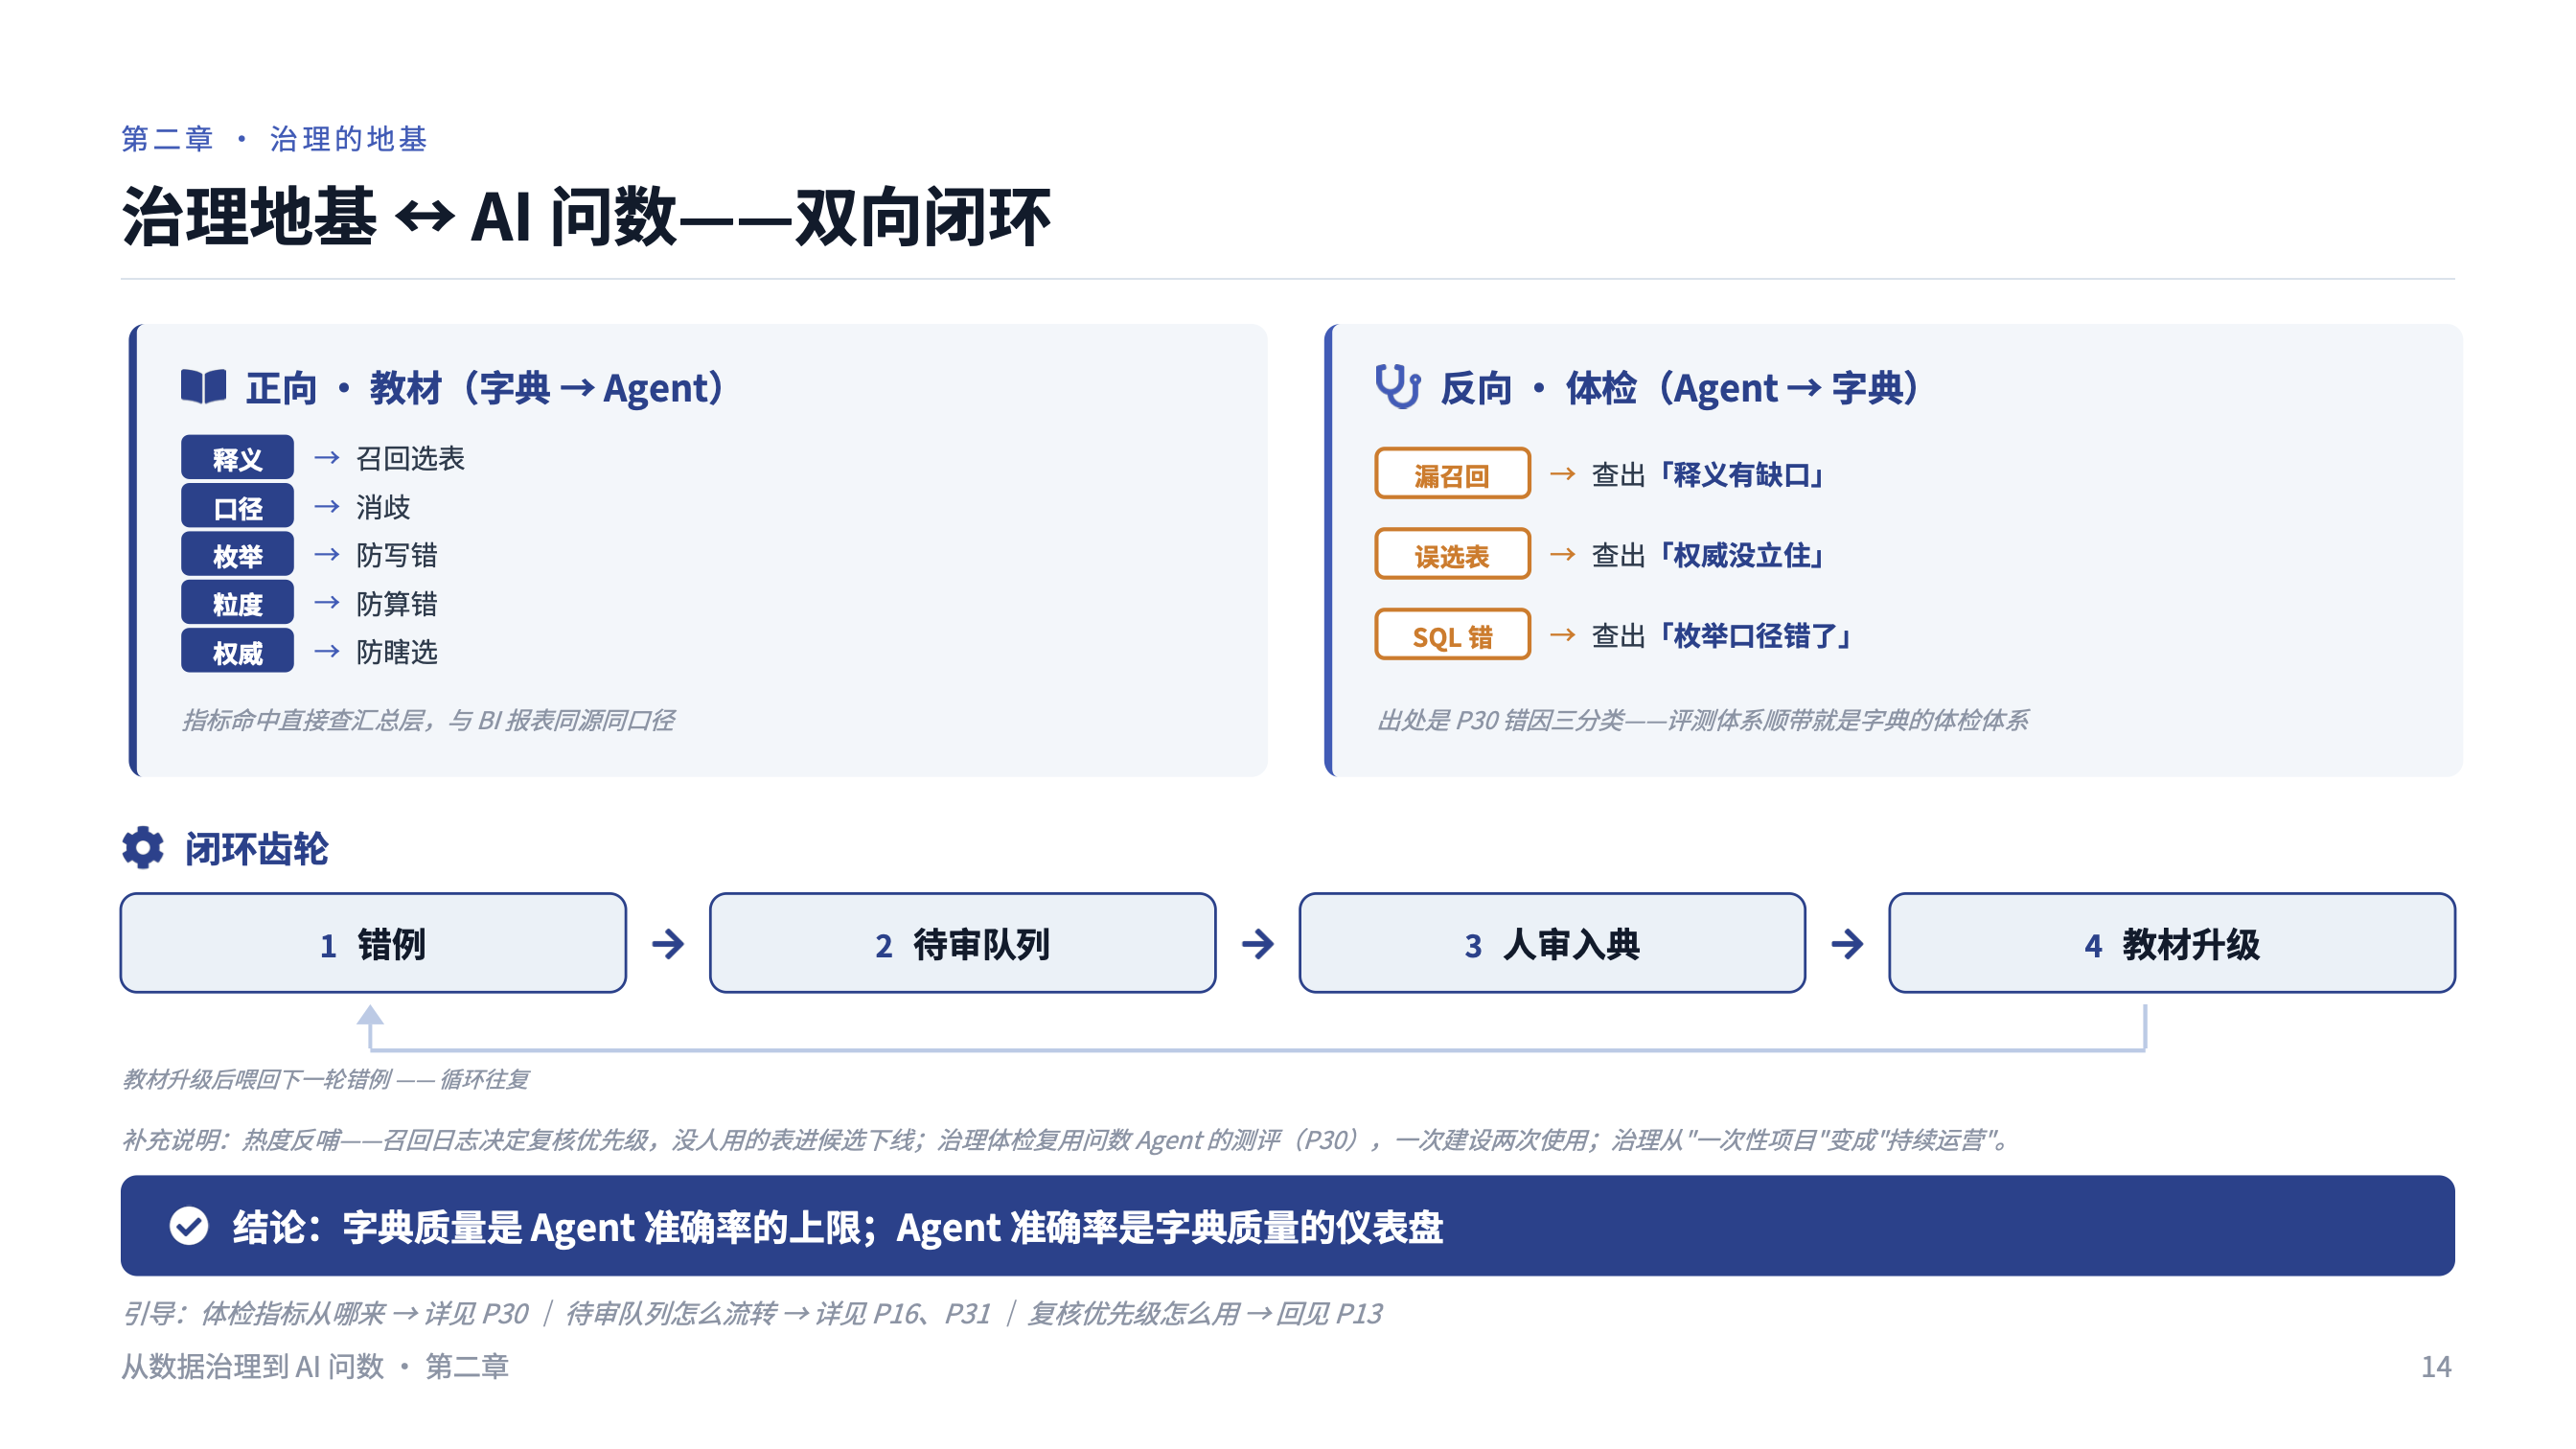 第二章 · 治理的地基
治理地基 ↔ AI 问数——双向闭环
正向 · 教材（字典 → Agent）
释义 → 召回选表
口径 → 消歧
枚举 → 防写错
粒度 → 防算错
权威 → 防瞎选
指标命中直接查汇总层，与 BI 报表同源同口径
反向 · 体检（Agent → 字典）
漏召回 → 查出「释义有缺口」
误选表 → 查出「权威没立住」
SQL 错 → 查出「枚举口径错了」
出处是 P30 错因三分类——评测体系顺带就是字典的体检体系
闭环齿轮
1 错例 → 2 待审队列 → 3 人审入典 → 4 教材升级
教材升级后喂回下一轮错例 —— 循环往复
补充说明：热度反哺——召回日志决定复核优先级，没人用的表进候选下线；治理体检复用问数 Agent 的测评（P30），一次建设两次使用；治理从"一次性项目"变成"持续运营"。
结论：字典质量是 Agent 准确率的上限；Agent 准确率是字典质量的仪表盘
引导：体检指标从哪来 → 详见 P30 ｜ 待审队列怎么流转 → 详见 P16、P31 ｜ 复核优先级怎么用 → 回见 P13
从数据治理到 AI 问数 · 第二章
14